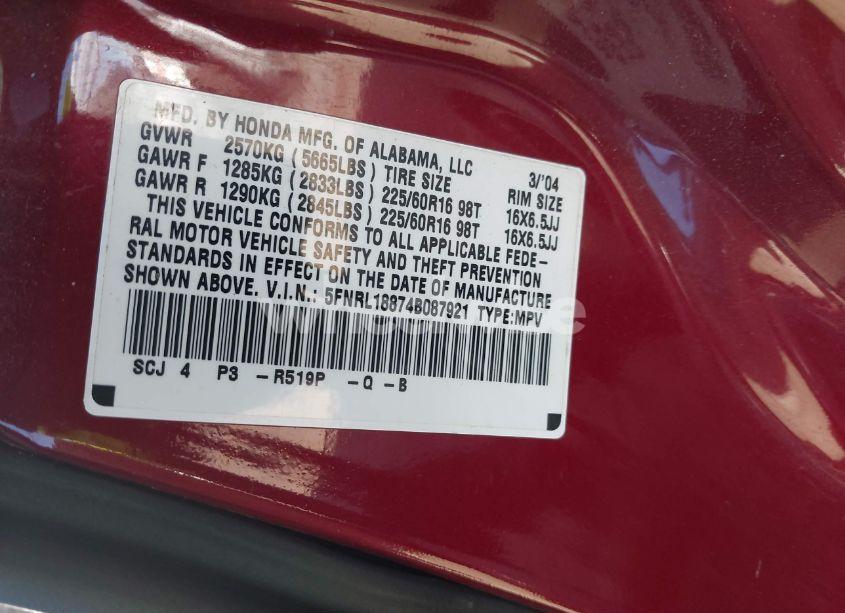 MFD. BY HONDA MFG. OF ALABAMA, LLC 3/'04
GVWR 2570KG ( 5665LBS ) TIRE SIZE RIM SIZE
GAWR F 1285KG ( 2833LBS ) 225/60R16 98T 16X6.5JJ
GAWR R 1290KG ( 2845LBS ) 225/60R16 98T 16X6.5JJ
THIS VEHICLE CONFORMS TO ALL APPLICABLE FEDE-
RAL MOTOR VEHICLE SAFETY AND THEFT PREVENTION
STANDARDS IN EFFECT ON THE DATE OF MANUFACTURE
SHOWN ABOVE. V.I.N.: 5FNRL18974B087921 TYPE:MPV
SCJ 4 P3 -R519P -Q -B